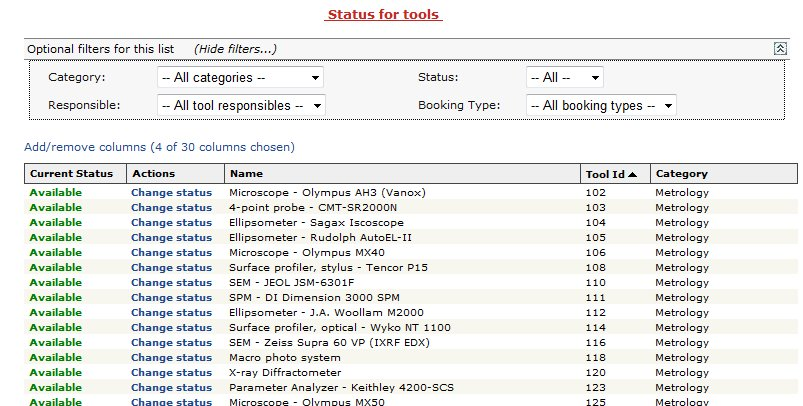 Status for tools
Optional filters for this list (Hide filters...)
Category: -- All categories -- Status: -- All --
Responsible: -- All tool responsibles -- Booking Type: -- All booking types --
Add/remove columns (4 of 30 columns chosen)
Current Status Actions Name Tool Id Category
Available Change status Microscope - Olympus AH3 (Vanox) 102 Metrology
Available Change status 4-point probe - CMT-SR2000N 103 Metrology
Available Change status Ellipsometer - Sagax Iscoscope 104 Metrology
Available Change status Ellipsometer - Rudolph AutoEL-II 105 Metrology
Available Change status Microscope - Olympus MX40 106 Metrology
Available Change status Surface profiler, stylus - Tencor P15 108 Metrology
Available Change status SEM - JEOL JSM-6301F 110 Metrology
Available Change status SPM - DI Dimension 3000 SPM 111 Metrology
Available Change status Ellipsometer - J.A. Woollam M2000 112 Metrology
Available Change status Surface profiler, optical - Wyko NT 1100 114 Metrology
Available Change status SEM - Zeiss Supra 60 VP (IXRF EDX) 116 Metrology
Available Change status Macro photo system 118 Metrology
Available Change status X-ray Diffractometer 120 Metrology
Available Change status Parameter Analyzer - Keithley 4200-SCS 123 Metrology
Available Change status Microscope - Olympus MX50 125 Metrology